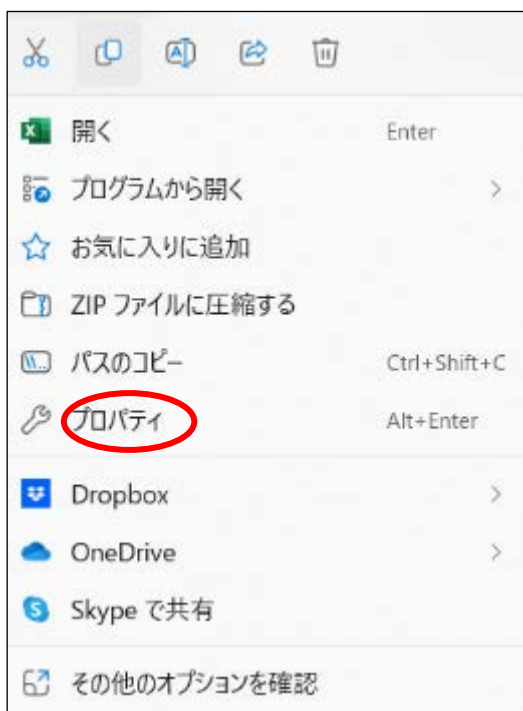 開く Enter
プログラムから開く
お気に入りに追加
ZIP ファイルに圧縮する
パスのコピー Ctrl+Shift+C
プロパティ Alt+Enter
Dropbox
OneDrive
Skype で共有
その他のオプションを確認